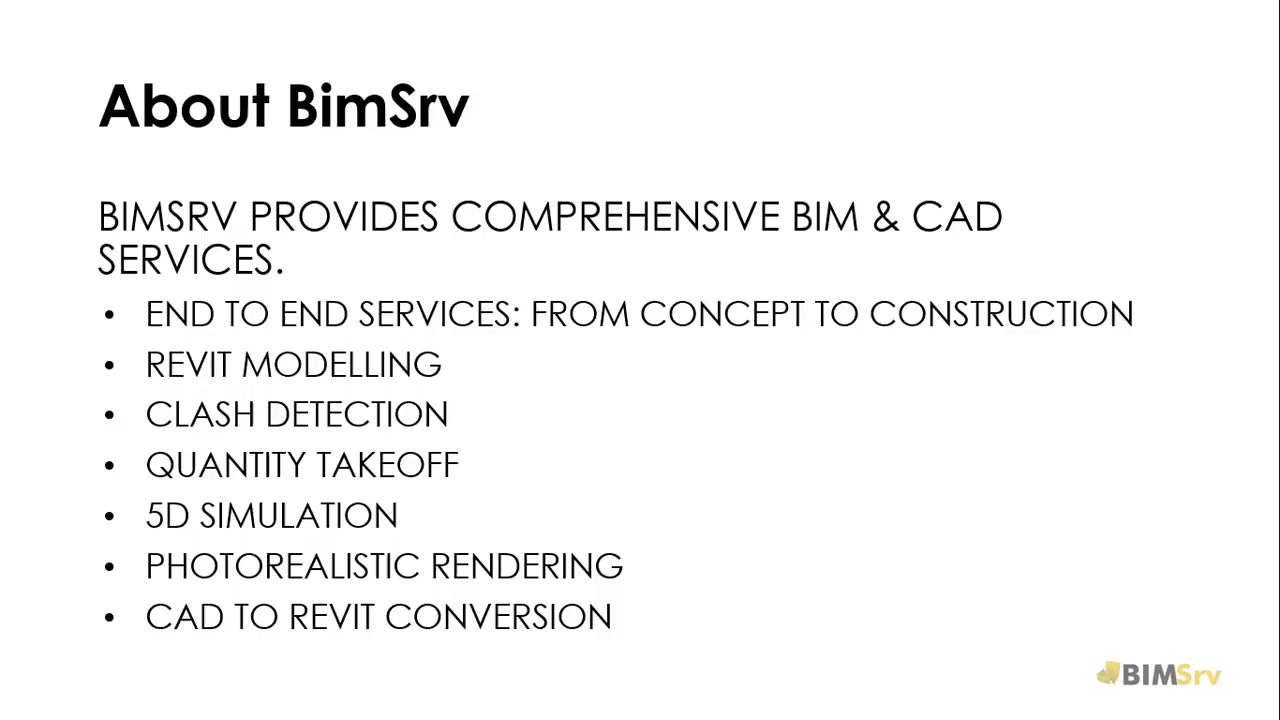 About BimSrv
BIMSRV PROVIDES COMPREHENSIVE BIM & CAD
SERVICES.
• END TO END SERVICES: FROM CONCEPT TO CONSTRUCTION
• REVIT MODELLING
• CLASH DETECTION
• QUANTITY TAKEOFF
• 5D SIMULATION
• PHOTOREALISTIC RENDERING
• CAD TO REVIT CONVERSION
BIMSrv